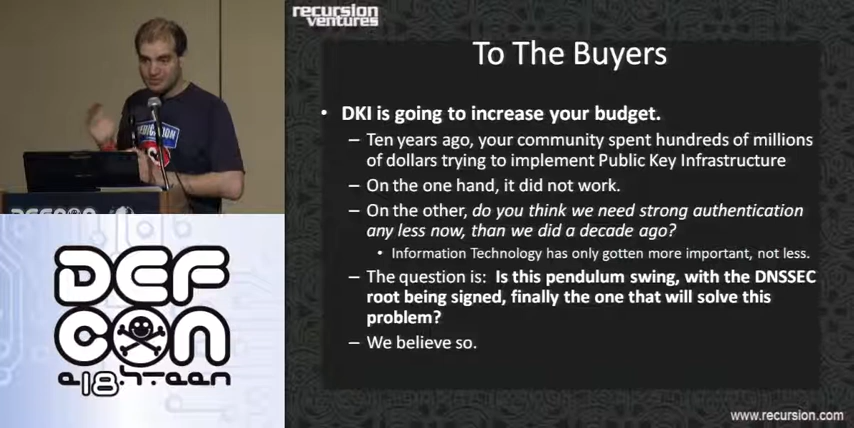 recursion
ventures
To The Buyers
• DKI is going to increase your budget.
– Ten years ago, your community spent hundreds of millions
of dollars trying to implement Public Key Infrastructure
– On the one hand, it did not work.
– On the other, do you think we need strong authentication
any less now, than we did a decade ago?
• Information Technology has only gotten more important, not less.
– The question is: Is this pendulum swing, with the DNSSEC
root being signed, finally the one that will solve this
problem?
– We believe so.
www.recursion.com
DEFCON
DEF
CON
e18.hteen